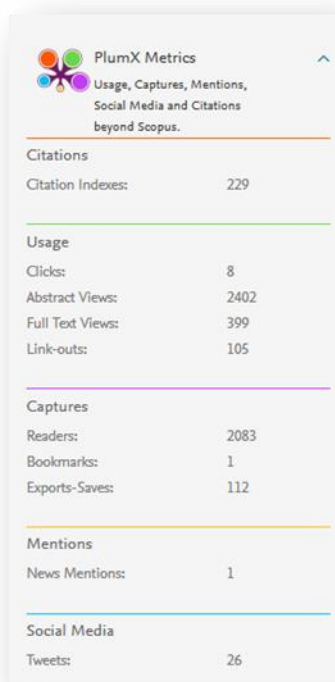 PlumX Metrics
Usage, Captures, Mentions,
Social Media and Citations
beyond Scopus.
Citations
Citation Indexes: 229
Usage
Clicks: 8
Abstract Views: 2402
Full Text Views: 399
Link-outs: 105
Captures
Readers: 2083
Bookmarks: 1
Exports-Saves: 112
Mentions
News Mentions: 1
Social Media
Tweets: 26